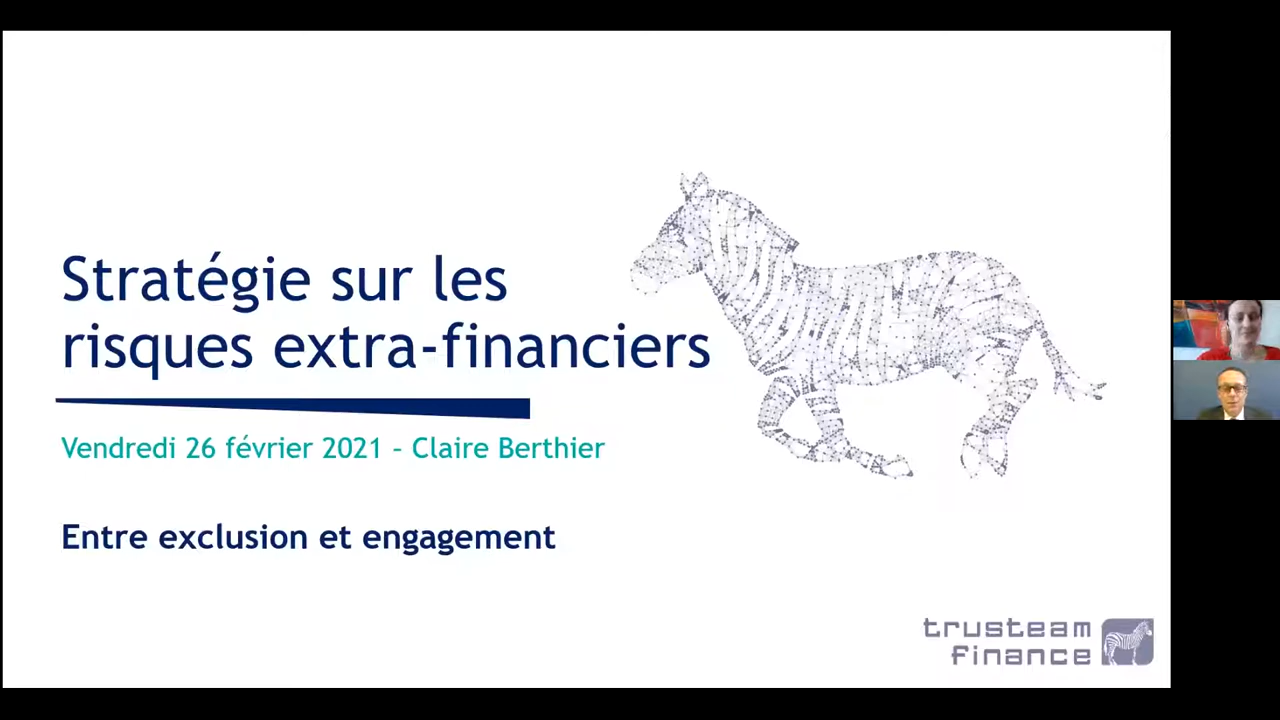 Stratégie sur les
risques extra-financiers
Vendredi 26 février 2021 – Claire Berthier
Entre exclusion et engagement
trusteam
finance